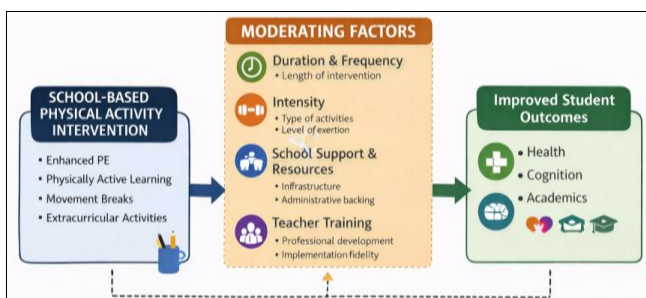 SCHOOL-BASED
PHYSICAL ACTIVITY
INTERVENTION
• Enhanced PE
• Physically Active Learning
• Movement Breaks
• Extracurricular Activities
MODERATING FACTORS
Duration & Frequency
• Length of intervention
Intensity
• Type of activities
• Level of exertion
School Support &
Resources
• Infrastructure
• Administrative backing
Teacher Training
• Professional development
• Implementation fidelity
Improved Student
Outcomes
• Health
• Cognition
• Academics